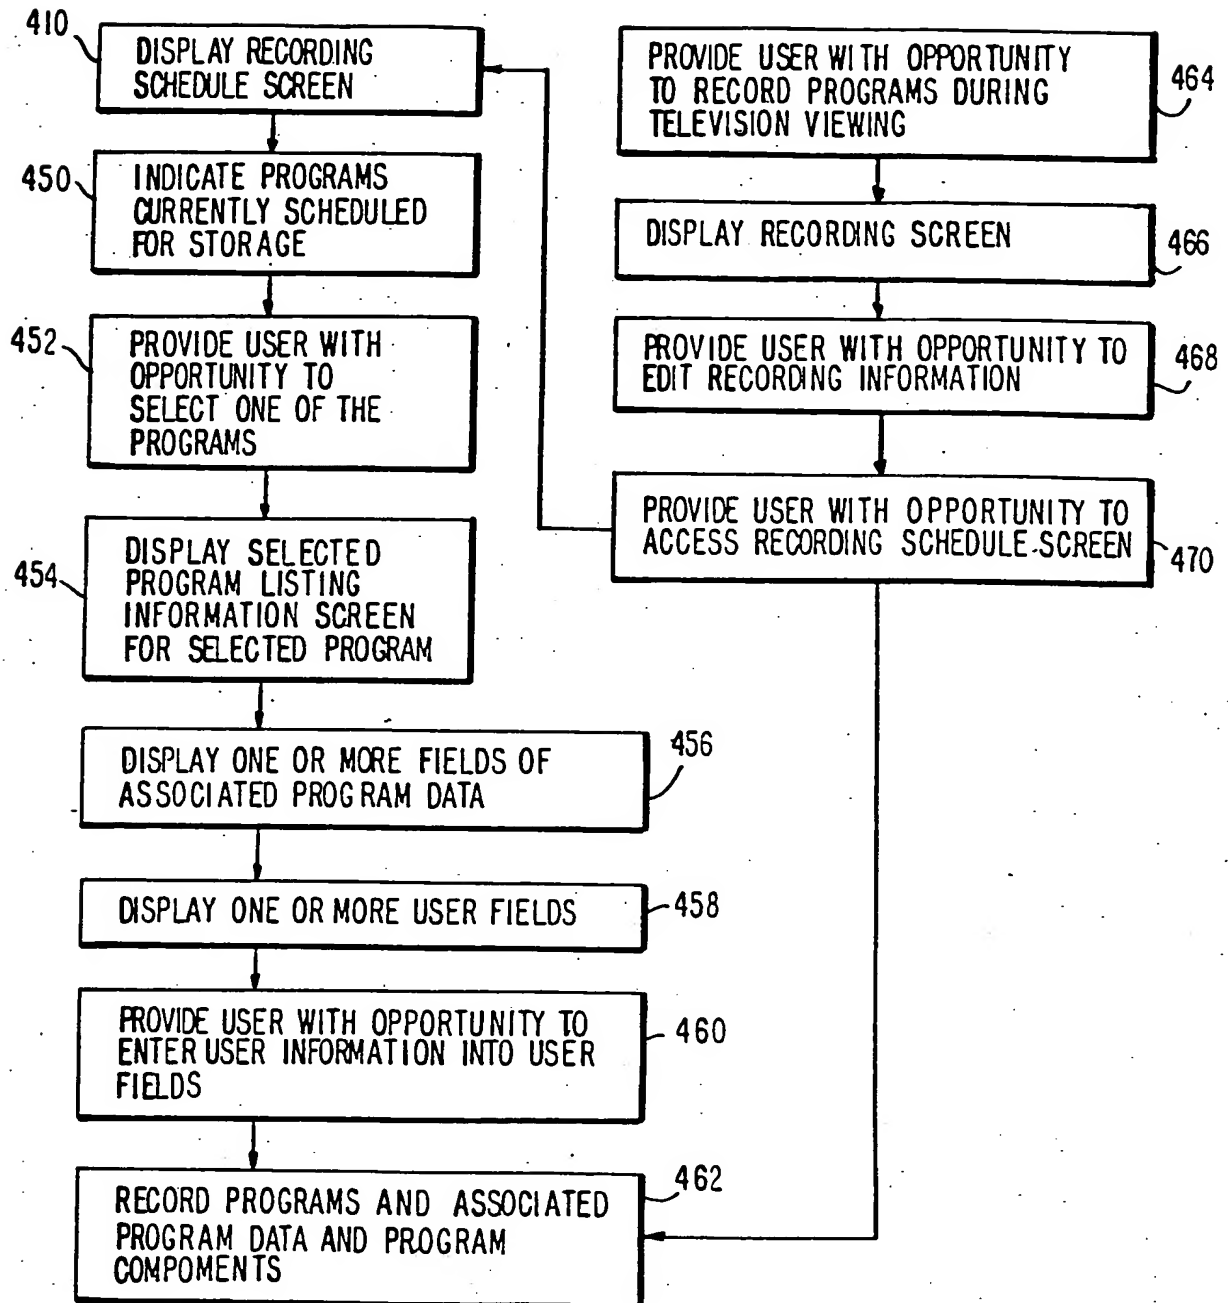 410
DISPLAY RECORDING
SCHEDULE SCREEN
450
INDICATE PROGRAMS
CURRENTLY SCHEDULED
FOR STORAGE
452
PROVIDE USER WITH
OPPORTUNITY TO
SELECT ONE OF THE
PROGRAMS
454
DISPLAY SELECTED
PROGRAM LISTING
INFORMATION SCREEN
FOR SELECTED PROGRAM
DISPLAY ONE OR MORE FIELDS OF
ASSOCIATED PROGRAM DATA
456
DISPLAY ONE OR MORE USER FIELDS
458
PROVIDE USER WITH OPPORTUNITY TO
ENTER USER INFORMATION INTO USER
FIELDS
460
RECORD PROGRAMS AND ASSOCIATED
PROGRAM DATA AND PROGRAM
COMPOMENTS
462
PROVIDE USER WITH OPPORTUNITY
TO RECORD PROGRAMS DURING
TELEVISION VIEWING
464
DISPLAY RECORDING SCREEN
466
PROVIDE USER WITH OPPORTUNITY TO
EDIT RECORDING INFORMATION
468
PROVIDE USER WITH OPPORTUNITY TO
ACCESS RECORDING SCHEDULE SCREEN
470